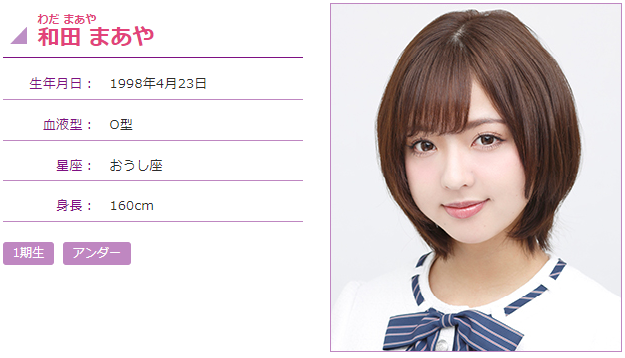 わだ まあや
和田 まあや
生年月日： 1998年4月23日
血液型： O型
星座： おうし座
身長： 160cm
1期生 アンダー